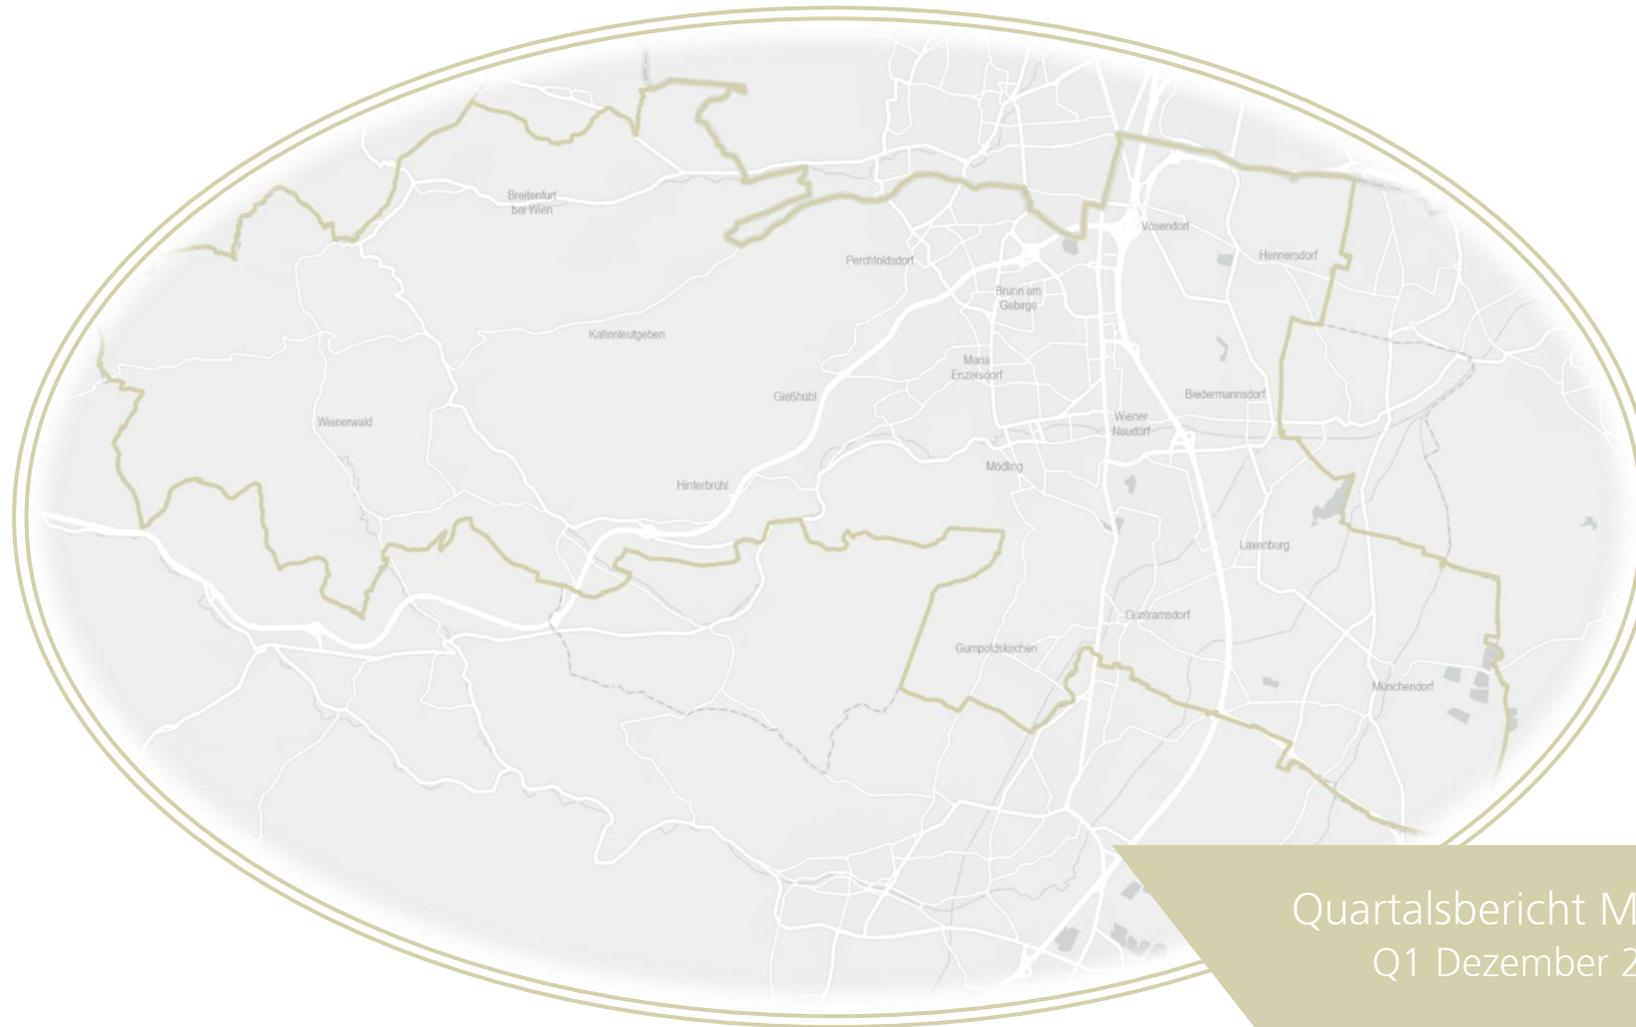 Breitenfurt
bei Wien
Vösendorf
Hennersdorf
Perchtoldsdorf
Brunn am
Gebirge
Kaltenleutgeben
Maria
Enzersdorf
Gießhübl
Biedermannsdorf
Wienerwald
Wiener
Neudorf
Mödling
Hinterbrühl
Laxenburg
Guntramsdorf
Gumpoldskirchen
Münchendorf
Quartalsbericht M
Q1 Dezember 2